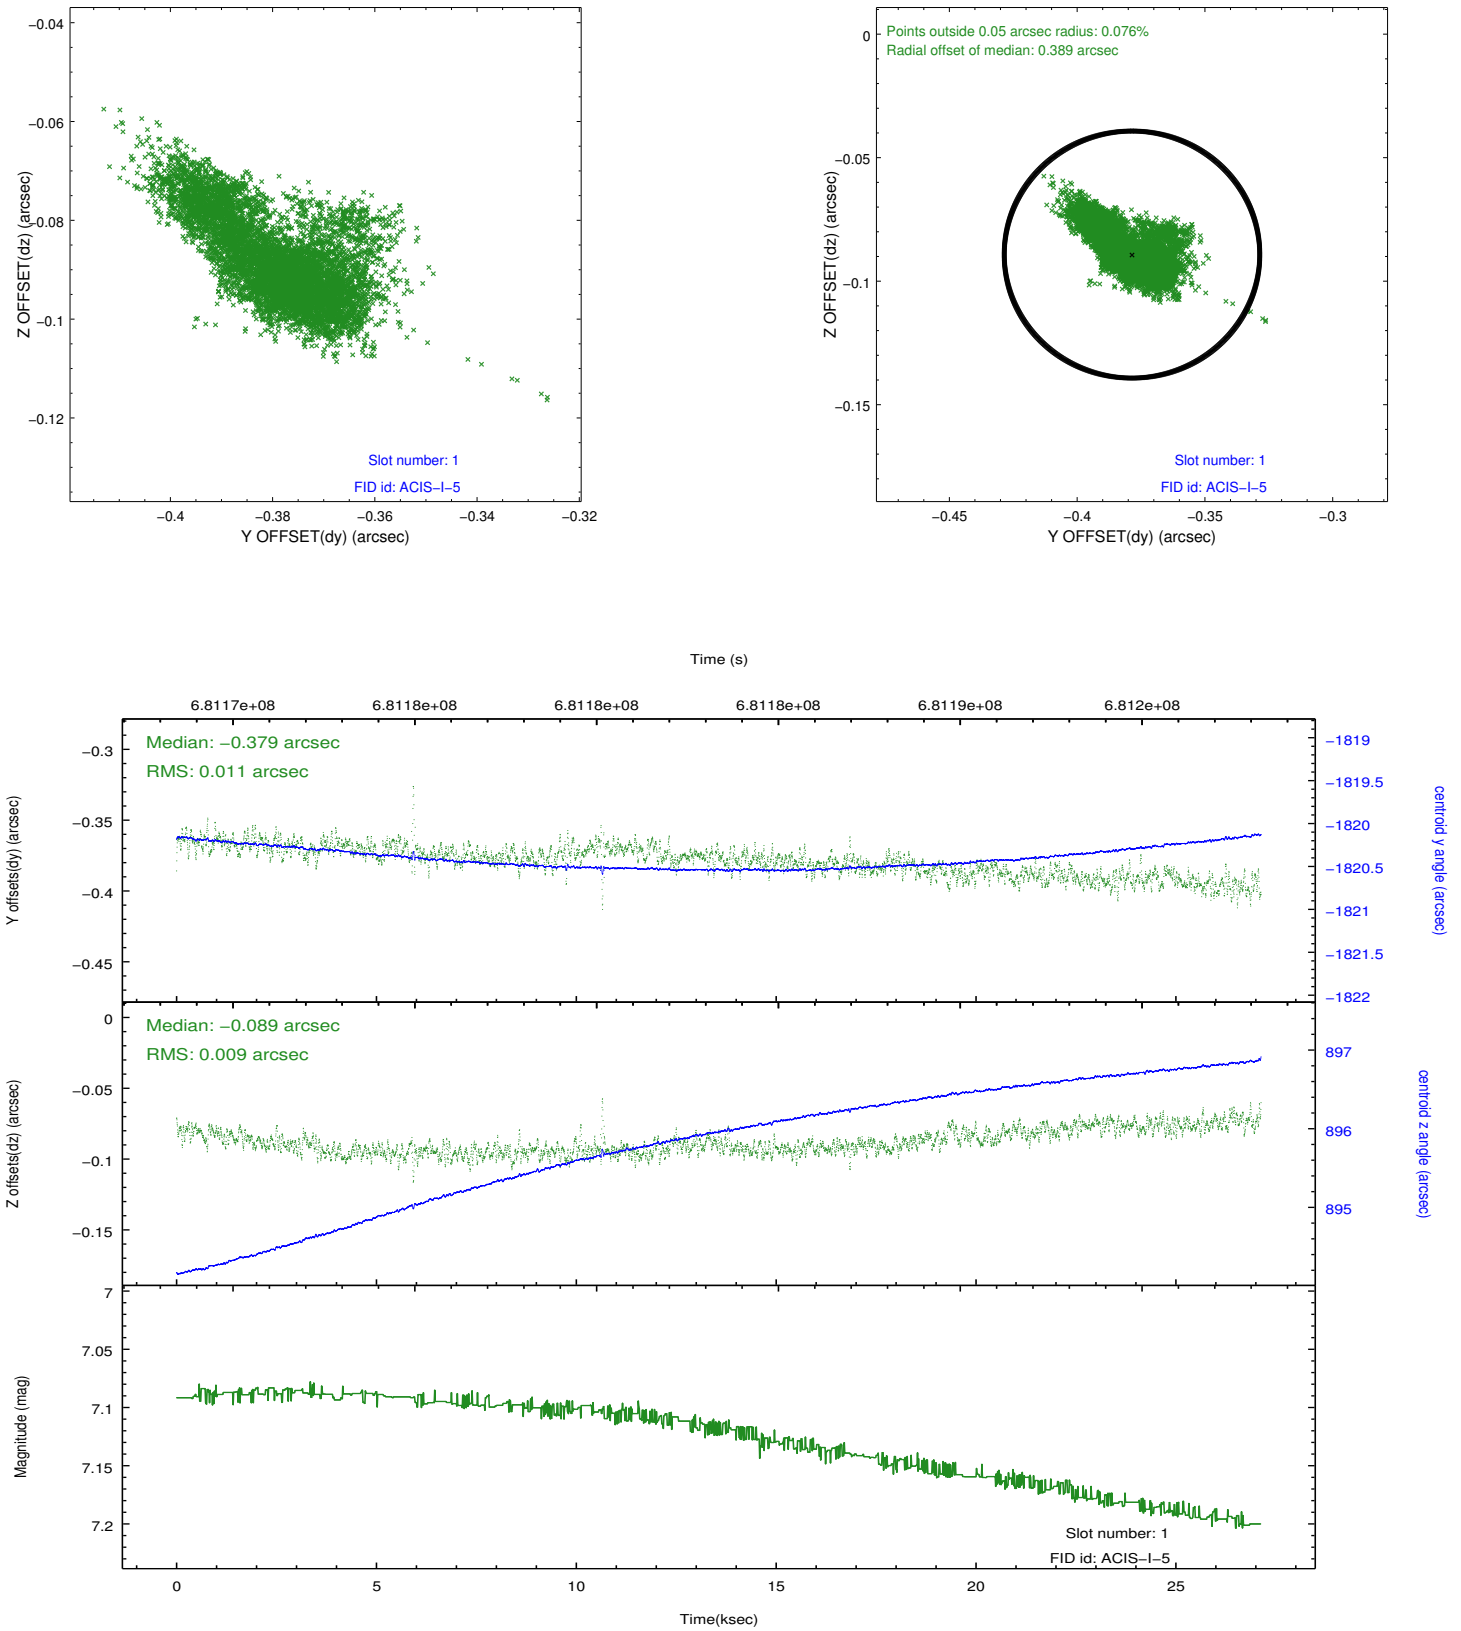 −0.04
−0.06
−0.08
−0.1
−0.12
Z OFFSET(dz) (arcsec)
Slot number: 1
FID id: ACIS−I−5
−0.4 −0.38 −0.36 −0.34 −0.32
Y OFFSET(dy) (arcsec)
Points outside 0.05 arcsec radius: 0.076%
Radial offset of median: 0.389 arcsec
0
−0.05
−0.1
−0.15
Z OFFSET(dz) (arcsec)
Slot number: 1
FID id: ACIS−I−5
−0.45 −0.4 −0.35 −0.3
Y OFFSET(dy) (arcsec)
Time (s)
6.8117e+08 6.8118e+08 6.8118e+08 6.8118e+08 6.8119e+08 6.812e+08
Median: −0.379 arcsec
RMS: 0.011 arcsec
−0.3
−0.35
−0.4
−0.45
Y offsets(dy) (arcsec)
−1819
−1819.5
−1820
−1820.5
−1821
−1821.5
−1822
centroid y angle (arcsec)
Median: −0.089 arcsec
RMS: 0.009 arcsec
0
−0.05
−0.1
−0.15
Z offsets(dz) (arcsec)
897
896
895
centroid z angle (arcsec)
7
7.05
7.1
7.15
7.2
Magnitude (mag)
Slot number: 1
FID id: ACIS−I−5
0 5 10 15 20 25
Time(ksec)